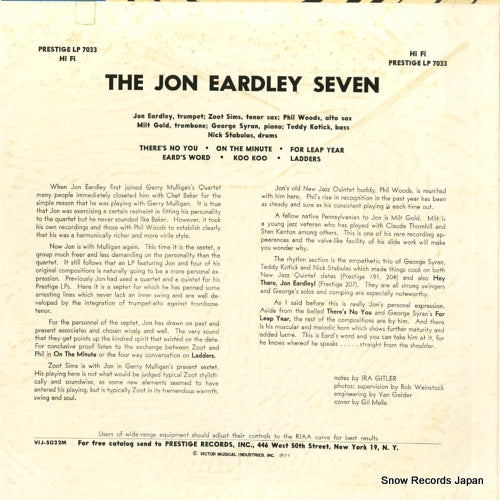 PRESTIGE LP 7033
Hi Fi
Hi Fi
PRESTIGE LP 7033
THE JON EARDLEY SEVEN
Jon Eardley, trumpet; Zoot Sims, tenor sax; Phil Woods, alto sax
Milt Gold, trombone; George Syran, piano; Teddy Kotick, bass
Nick Stabulas, drums
THERE'S NO YOU • ON THE MINUTE • FOR LEAP YEAR
EARD'S WORD • KOO KOO • LADDERS
When Jon Eardley first joined Gerry Mulligan's Quartet
many people immediately closeted him with Chet Baker for the
simple reason that he was playing with Gerry Mulligan. It is true
that Jon was exercising a certain restraint in fitting his personality
to the quartet but he never sounded like Baker. However, it took
his own recordings and those with Phil Woods to establish clearly
that his was a harmonically richer and more virile style.
Now Jon is with Mulligan again. This time it is the sextet, a
group much freer and less demanding on the personality than the
quartet. It still follows that an LP featuring Jon and four of his
original compositions is naturally going to be a more personal ex-
pression. Previously Jon had used a quartet and a quintet for his
Prestige LPs. Here it is a septet for which he has penned some
arresting lines which never lack an inner swing and are well de-
veloped by the integration of trumpet-alto against trombone-
tenor.
For the personnel of the septet, Jon has drawn on past and
present associates and chosen wisely and well. The very sound
that they get points up the kindred spirit that existed on the date.
For conclusive proof listen to the exchange between Zoot and
Phil in On The Minute or the four way conversation on Ladders.
Zoot Sims is with Jon in Gerry Mulligan's present sextet.
His playing here is not what would be judged typical Zoot stylisti-
cally and soundwise, as some new elements seemed to have
entered his playing, but is typically Zoot in its tremendous warmth,
swing and soul.
Jon's old New Jazz Quintet buddy, Phil Woods, is reunited
with him here. Phil's rise in recognition in the past year has been
as steady and sure as his consistent playing is each time out.
A fellow native Pennsylvanian to Jon is Milt Gold. Milt is
a young jazz veteran who has played with Claude Thornhill and
Stan Kenton among others. This is one of his rare recording ap-
pearances and the valve-like facility of his slide work will make
you wonder why.
The rhythm section is the empathetic trio of George Syran,
Teddy Kotick and Nick Stabulas which made things cook on both
New Jazz Quintet dates (Prestige 191, 204) and also Hey
There, Jon Eardley! (Prestige 207). They are all strong swingers
and George's solos and comping are especially noteworthy.
As I said before this is really Jon's personal expression.
Aside from the ballad There's No You and George Syran's For
Leap Year, the rest of the compositions are by him. And there
is his muscular and melodic horn which shows further maturity and
added lustre. This is Eard's word and you can take him at it, for
he knows whereof he speaks . . . . . straight from the shoulder.
notes by IRA GITLER
photos; supervision by Bob Weinstock
engineering by Van Gelder
cover by Gil Melle
Users of wide-range equipment should adjust their controls to the RIAA curve for best results
VIJ-5022M For free catalog send to PRESTIGE RECORDS, INC., 446 West 50th Street, New York 19, N. Y.
VICTOR MUSICAL INDUSTRIES, INC.
Snow Records Japan